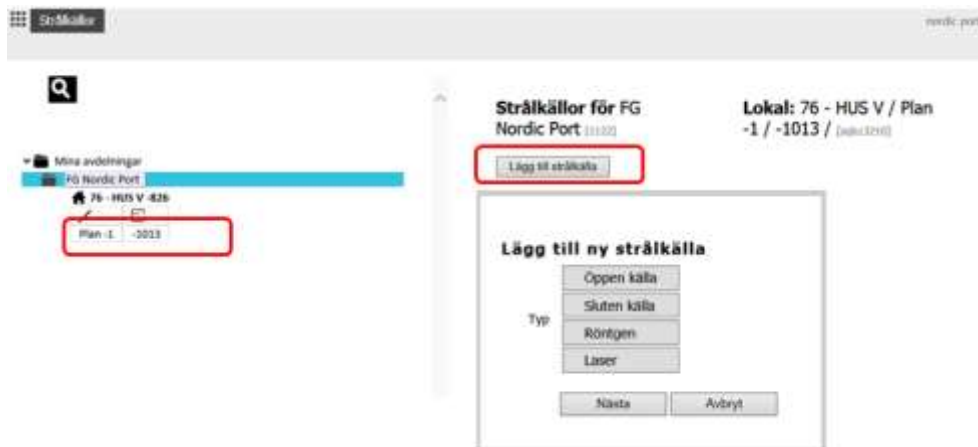 Strålkällor
nordic port
Strålkällor för FG
Nordic Port
Lokal: 76 - HUS V / Plan
-1 / -1013 /
Lägg till strålkälla
Mina avdelningar
FG Nordic Port
76 - HUS V -826
Plan -1 -1013
Lägg till ny strålkälla
Typ
Öppen källa
Sluten källa
Röntgen
Laser
Nästa Avbryt